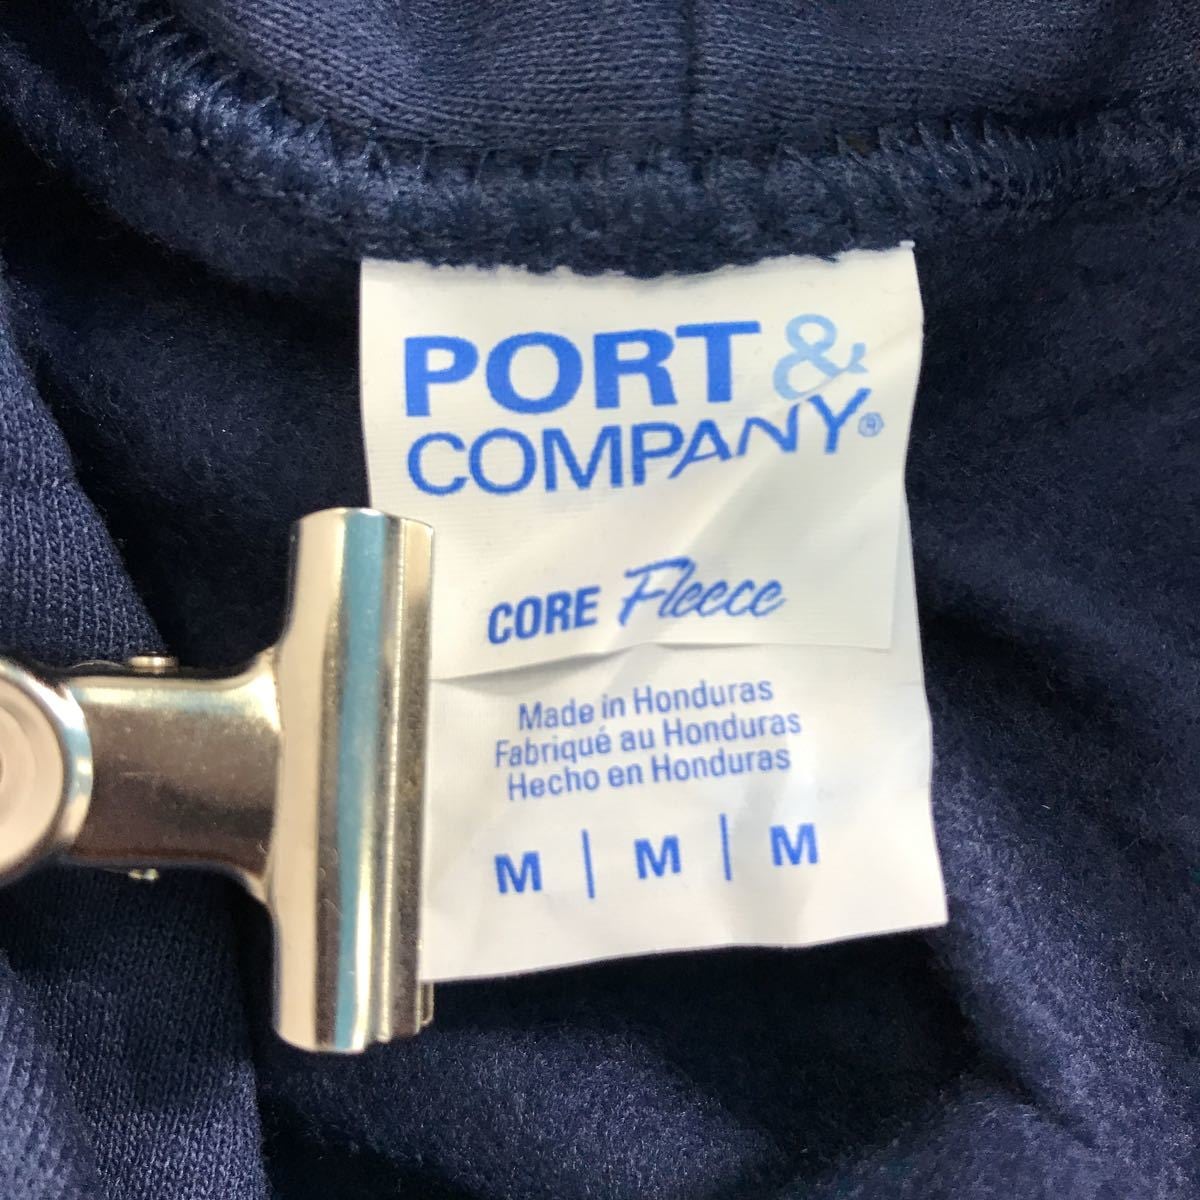 PORT &
COMPANY®
CORE Fleece
Made in Honduras
Fabriqué au Honduras
Hecho en Honduras
M | M | M